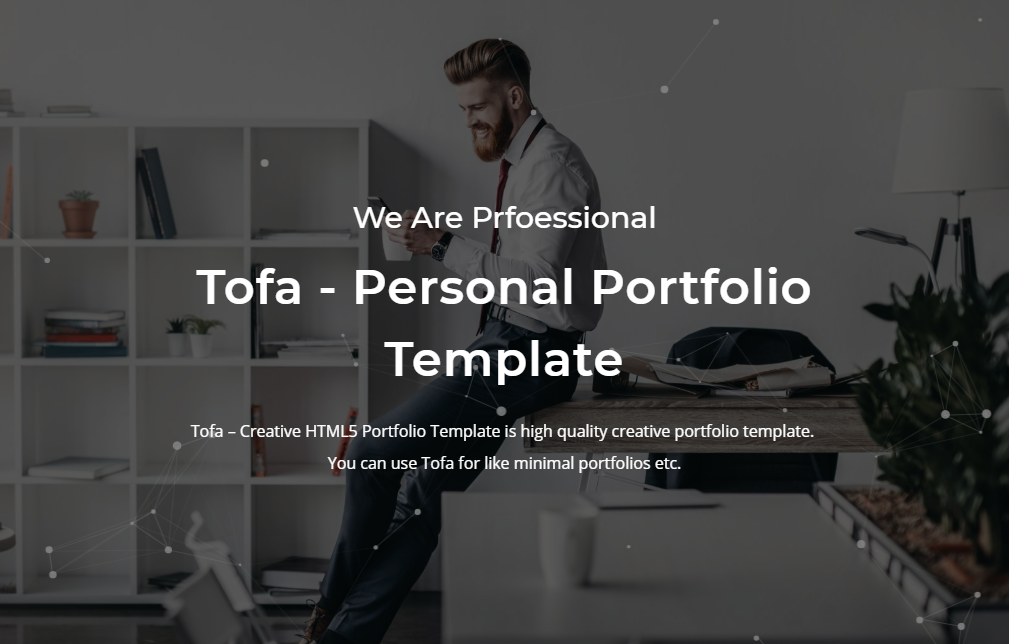 We Are Prfoessional
Tofa - Personal Portfolio
Template
Tofa – Creative HTML5 Portfolio Template is high quality creative portfolio template.
You can use Tofa for like minimal portfolios etc.